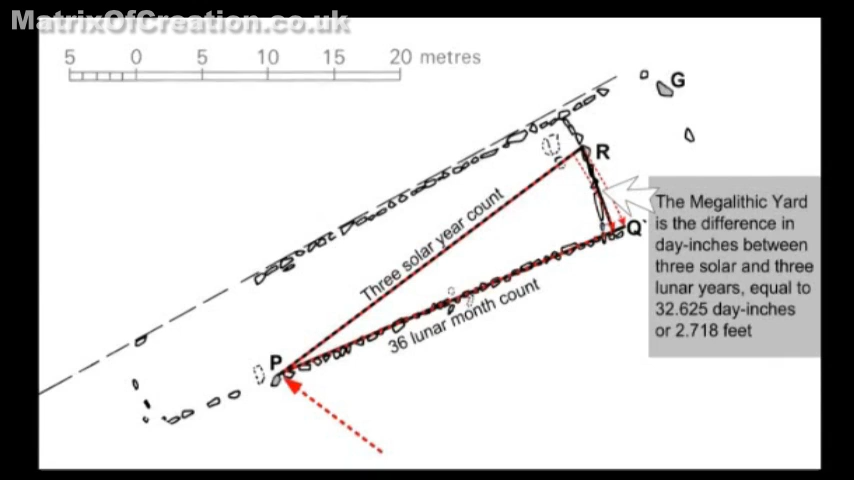 MatrixOfCreation.co.uk
5 0 5 10 15 20 metres
G
R
Three solar year count
Q'
36 lunar month count
P
The Megalithic Yard
is the difference in
day-inches between
three solar and three
lunar years, equal to
32.625 day-inches
or 2.718 feet